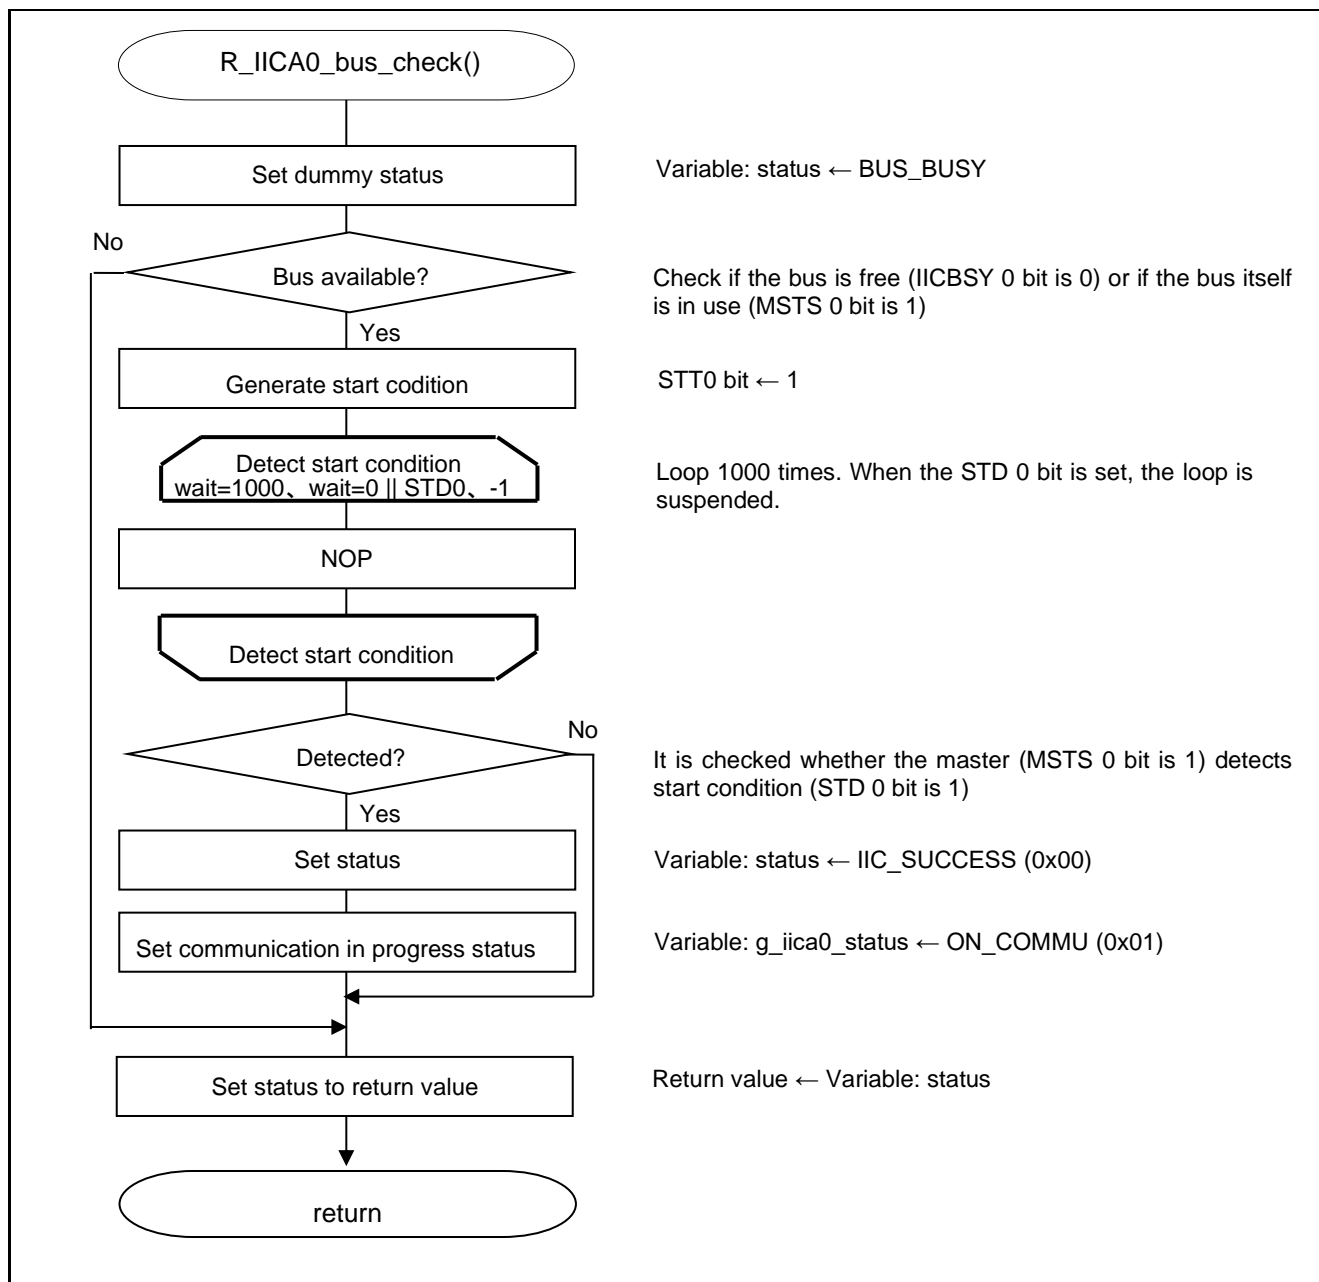 R_IICA0_bus_check()
Set dummy status
Variable: status ← BUS_BUSY
No
Bus available?
Check if the bus is free (IICBSY 0 bit is 0) or if the bus itself
is in use (MSTS 0 bit is 1)
Yes
Generate start codition
STT0 bit ← 1
Detect start condition
wait=1000、wait=0 || STD0、-1
Loop 1000 times. When the STD 0 bit is set, the loop is
suspended.
NOP
Detect start condition
No
Detected?
It is checked whether the master (MSTS 0 bit is 1) detects
start condition (STD 0 bit is 1)
Yes
Set status
Variable: status ← IIC_SUCCESS (0x00)
Set communication in progress status
Variable: g_iica0_status ← ON_COMMU (0x01)
Set status to return value
Return value ← Variable: status
return